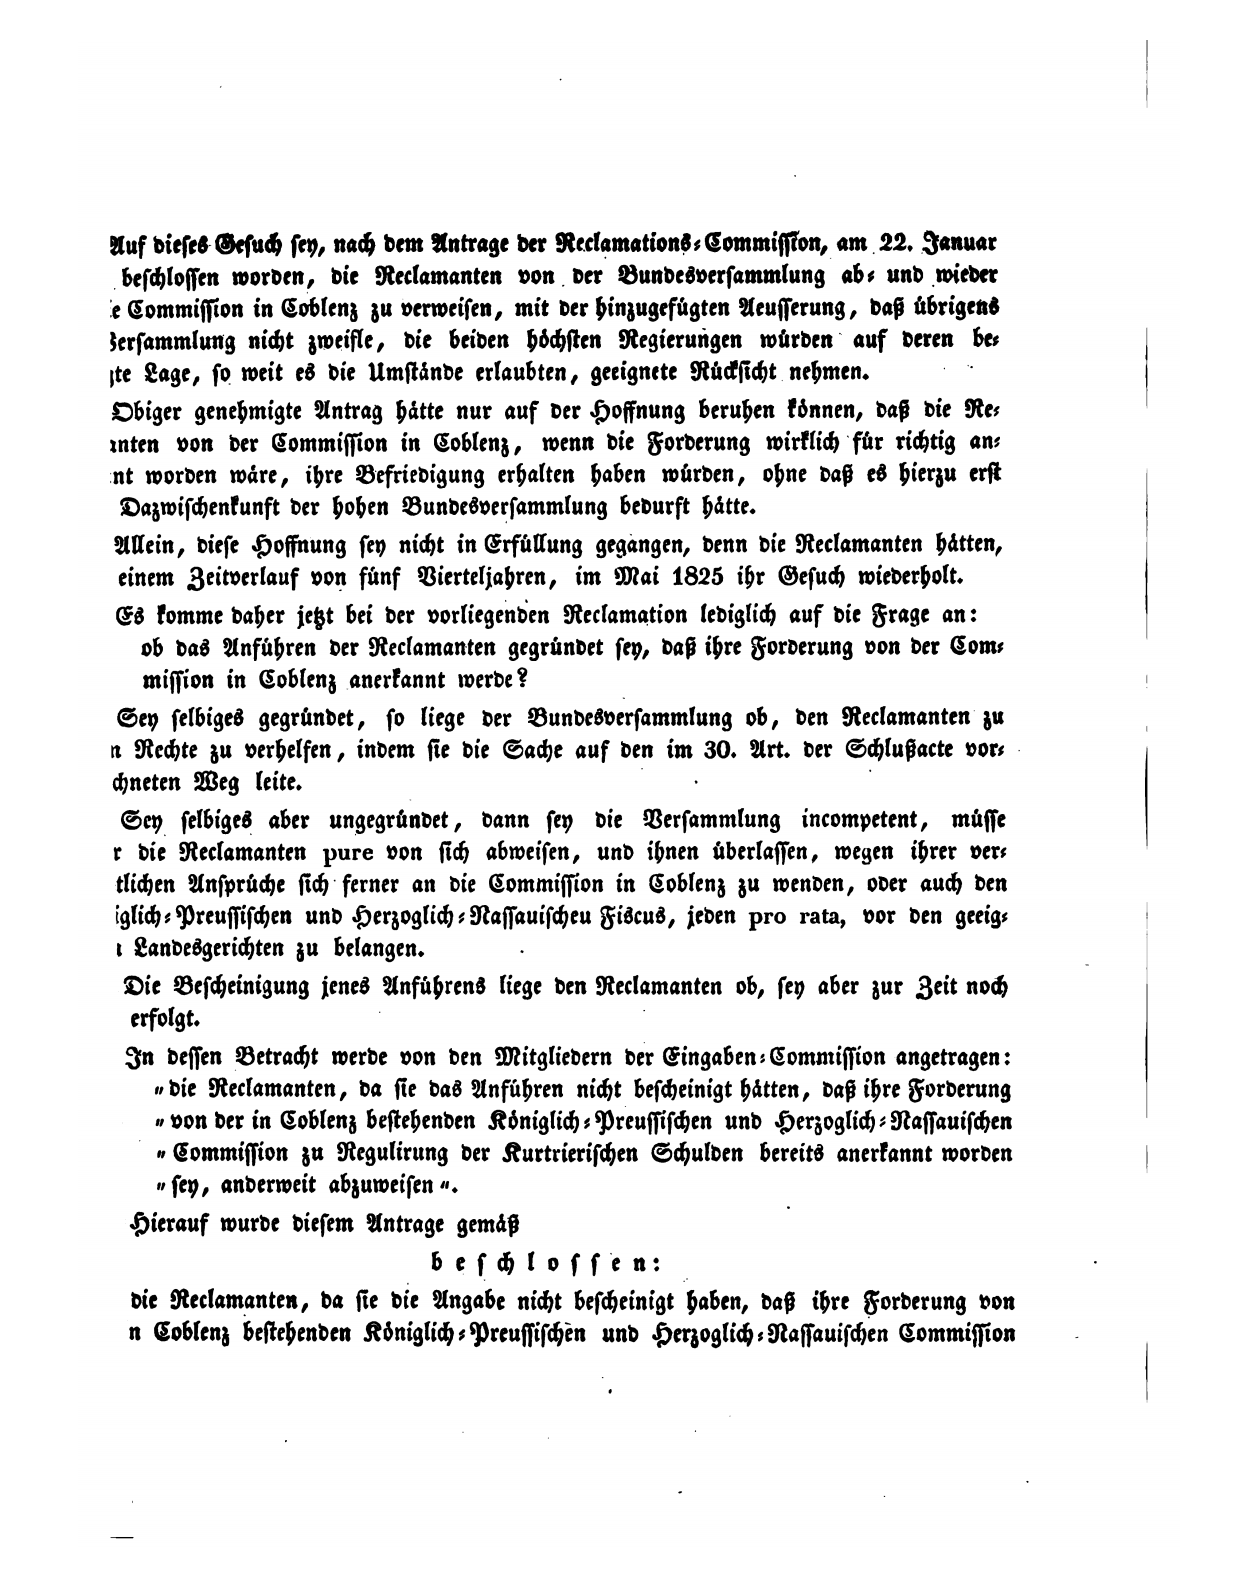 Auf dieses Gesuch sey, nach dem Antrage der Reclamations-Commission, am 22. Januar
beschlossen worden, die Reclamanten von der Bundesversammlung ab- und wieder
e Commission in Coblenz zu verweisen, mit der hinzugefügten Aeusserung, daß übrigens
Versammlung nicht zweifle, die beiden höchsten Regierungen würden auf deren be-
gte Lage, so weit es die Umstände erlaubten, geeignete Rücksicht nehmen.
Obiger genehmigte Antrag hätte nur auf der Hoffnung beruhen können, daß die Re-
anten von der Commission in Coblenz, wenn die Forderung wirklich für richtig an-
nt worden wäre, ihre Befriedigung erhalten haben würden, ohne daß es hierzu erst
Dazwischenkunft der hohen Bundesversammlung bedurft hätte.
Allein, diese Hoffnung sey nicht in Erfüllung gegangen, denn die Reclamanten hätten,
einem Zeitverlauf von fünf Vierteljahren, im Mai 1825 ihr Gesuch wiederholt.
Es komme daher jetzt bei der vorliegenden Reclamation lediglich auf die Frage an:
ob das Anführen der Reclamanten gegründet sey, daß ihre Forderung von der Com-
mission in Coblenz anerkannt werde?
Sey selbiges gegründet, so liege der Bundesversammlung ob, den Reclamanten zu
n Rechte zu verhelfen, indem sie die Sache auf den im 30. Art. der Schlußacte vor-
chneten Weg leite.
Sey selbiges aber ungegründet, dann sey die Versammlung incompetent, müsse
r die Reclamanten pure von sich abweisen, und ihnen überlassen, wegen ihrer ver-
tlichen Ansprüche sich ferner an die Commission in Coblenz zu wenden, oder auch den
iglich-Preussischen und Herzoglich-Nassauischeu Fiscus, jeden pro rata, vor den geeig-
n Landesgerichten zu belangen.
Die Bescheinigung jenes Anführens liege den Reclamanten ob, sey aber zur Zeit noch
erfolgt.
In dessen Betracht werde von den Mitgliedern der Eingaben-Commission angetragen:
"die Reclamanten, da sie das Anführen nicht bescheinigt hätten, daß ihre Forderung
"von der in Coblenz bestehenden Königlich-Preussischen und Herzoglich-Nassauischen
"Commission zu Regulirung der Kurtrierischen Schulden bereits anerkannt worden
"sey, anderweit abzuweisen".
Hierauf wurde diesem Antrage gemäß
beschlossen:
die Reclamanten, da sie die Angabe nicht bescheinigt haben, daß ihre Forderung von
n Coblenz bestehenden Königlich-Preussischen und Herzoglich-Nassauischen Commission